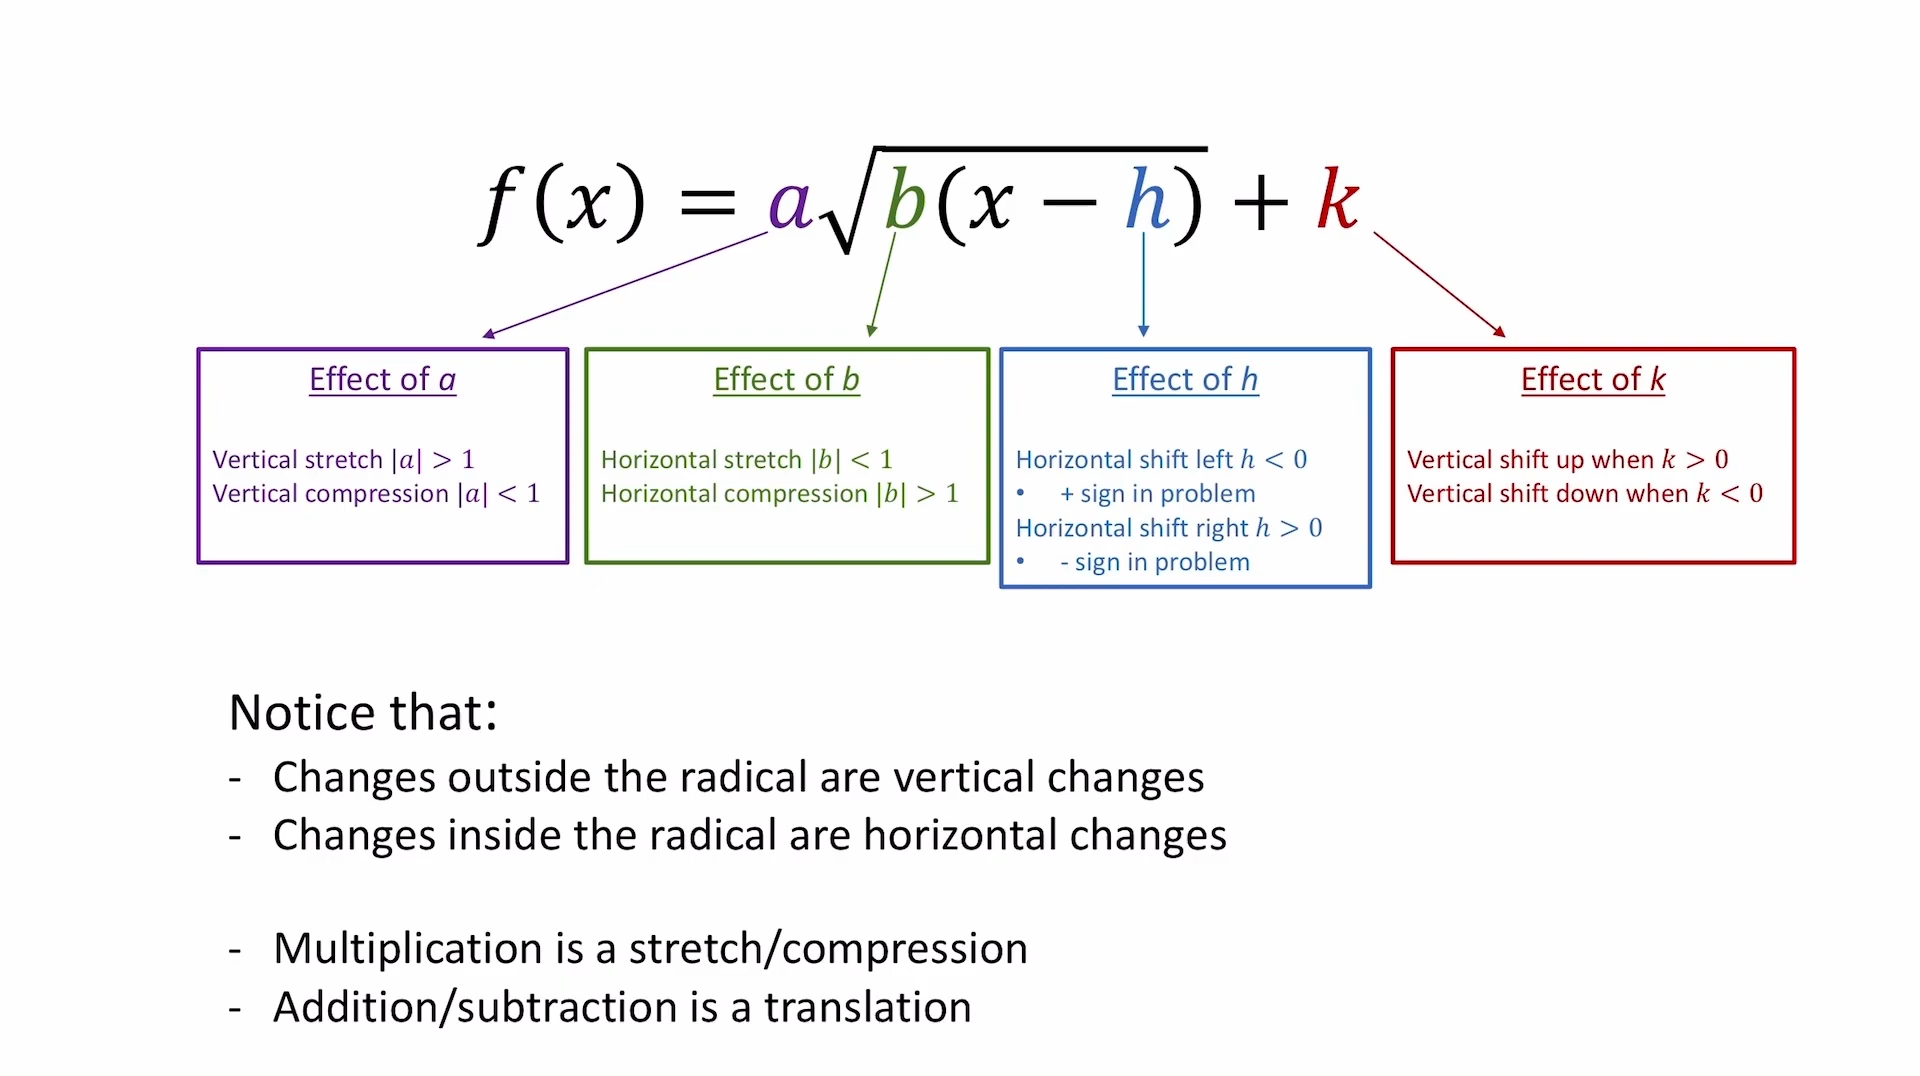 f(x) = a√b(x − h) + k
Effect of a
Vertical stretch |a| > 1
Vertical compression |a| < 1
Effect of b
Horizontal stretch |b| < 1
Horizontal compression |b| > 1
Effect of h
Horizontal shift left h < 0
• + sign in problem
Horizontal shift right h > 0
• - sign in problem
Effect of k
Vertical shift up when k > 0
Vertical shift down when k < 0
Notice that:
- Changes outside the radical are vertical changes
- Changes inside the radical are horizontal changes
- Multiplication is a stretch/compression
- Addition/subtraction is a translation